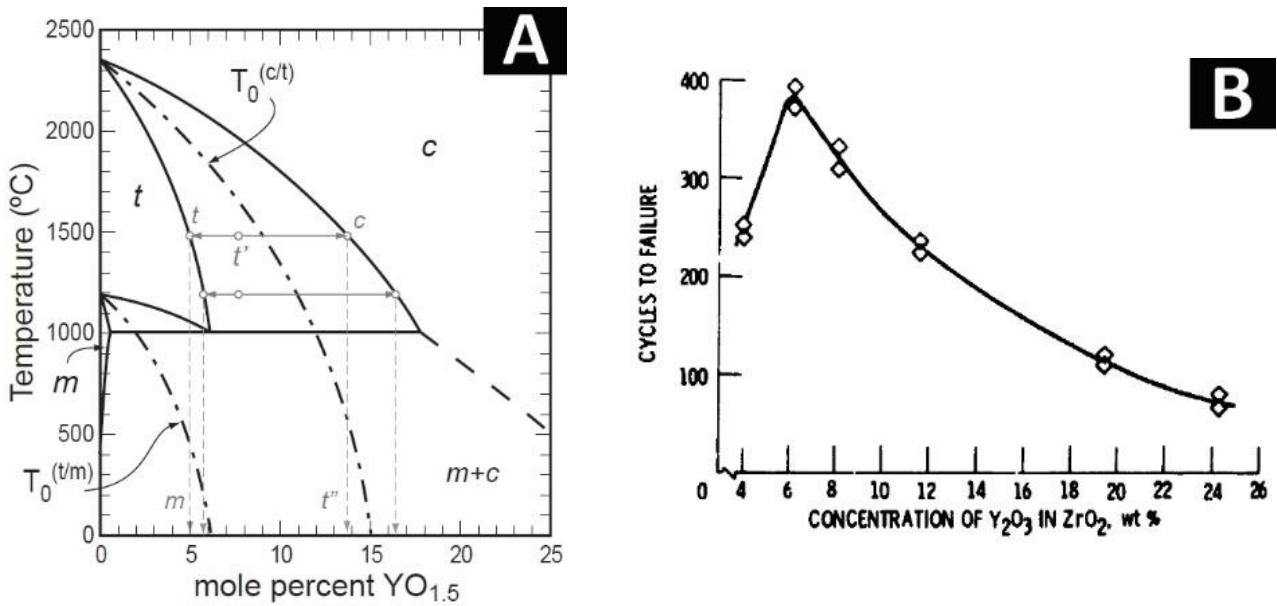 A
2500
2000
1500
1000
500
0
Temperature (ºC)
T0(c/t)
c
t
t
c
t'
m
T0(t/m)
m
t"
m+c
0 5 10 15 20 25
mole percent YO1.5
B
400
300
200
100
0
CYCLES TO FAILURE
4 6 8 10 12 14 16 18 20 22 24 26
CONCENTRATION OF Y2O3 IN ZrO2, wt %